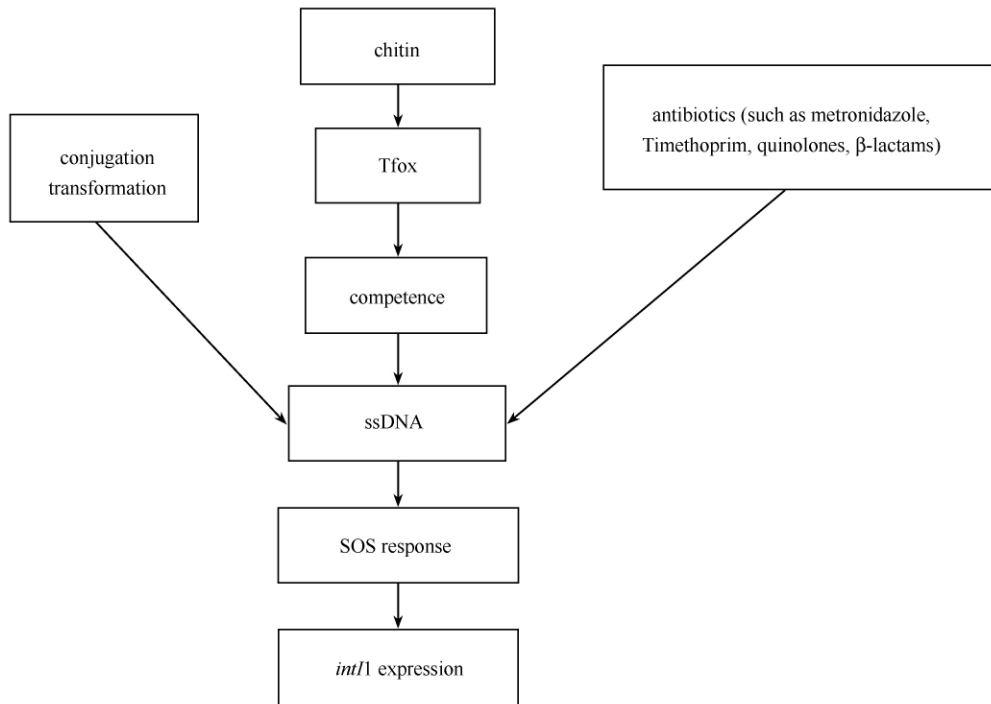 chitin
antibiotics (such as metronidazole,
Timethoprim, quinolones, β-lactams)
conjugation
transformation
Tfox
competence
ssDNA
SOS response
intI1 expression